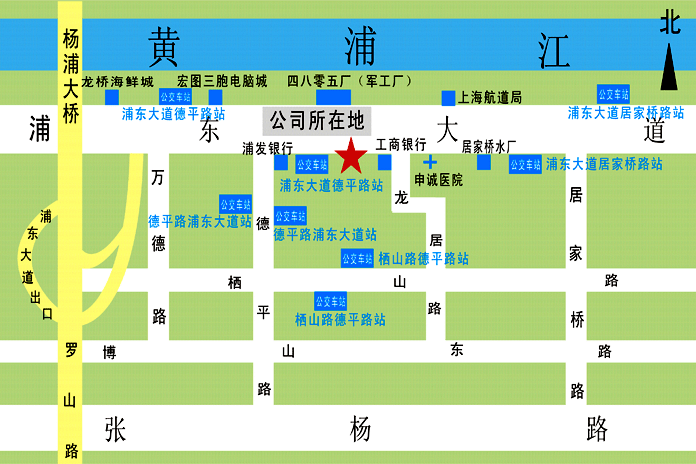 黄浦江
北
杨浦大桥
龙桥海鲜城
宏图三胞电脑城
四八零五厂（军工厂）
上海航道局
公交车站
浦东大道德平路站
公交车站
浦东大道居家桥路站
浦东大道
公司所在地
浦发银行
公交车站
浦东大道德平路站
工商银行
申诚医院
居家桥水厂
公交车站
浦东大道居家桥路站
万德路
公交车站
德平路浦东大道站
德平路
公交车站
德平路浦东大道站
龙居路
居家桥路
浦东大道出口
公交车站
栖山路德平路站
栖山路
公交车站
栖山路德平路站
罗山路
博山东路
张杨路